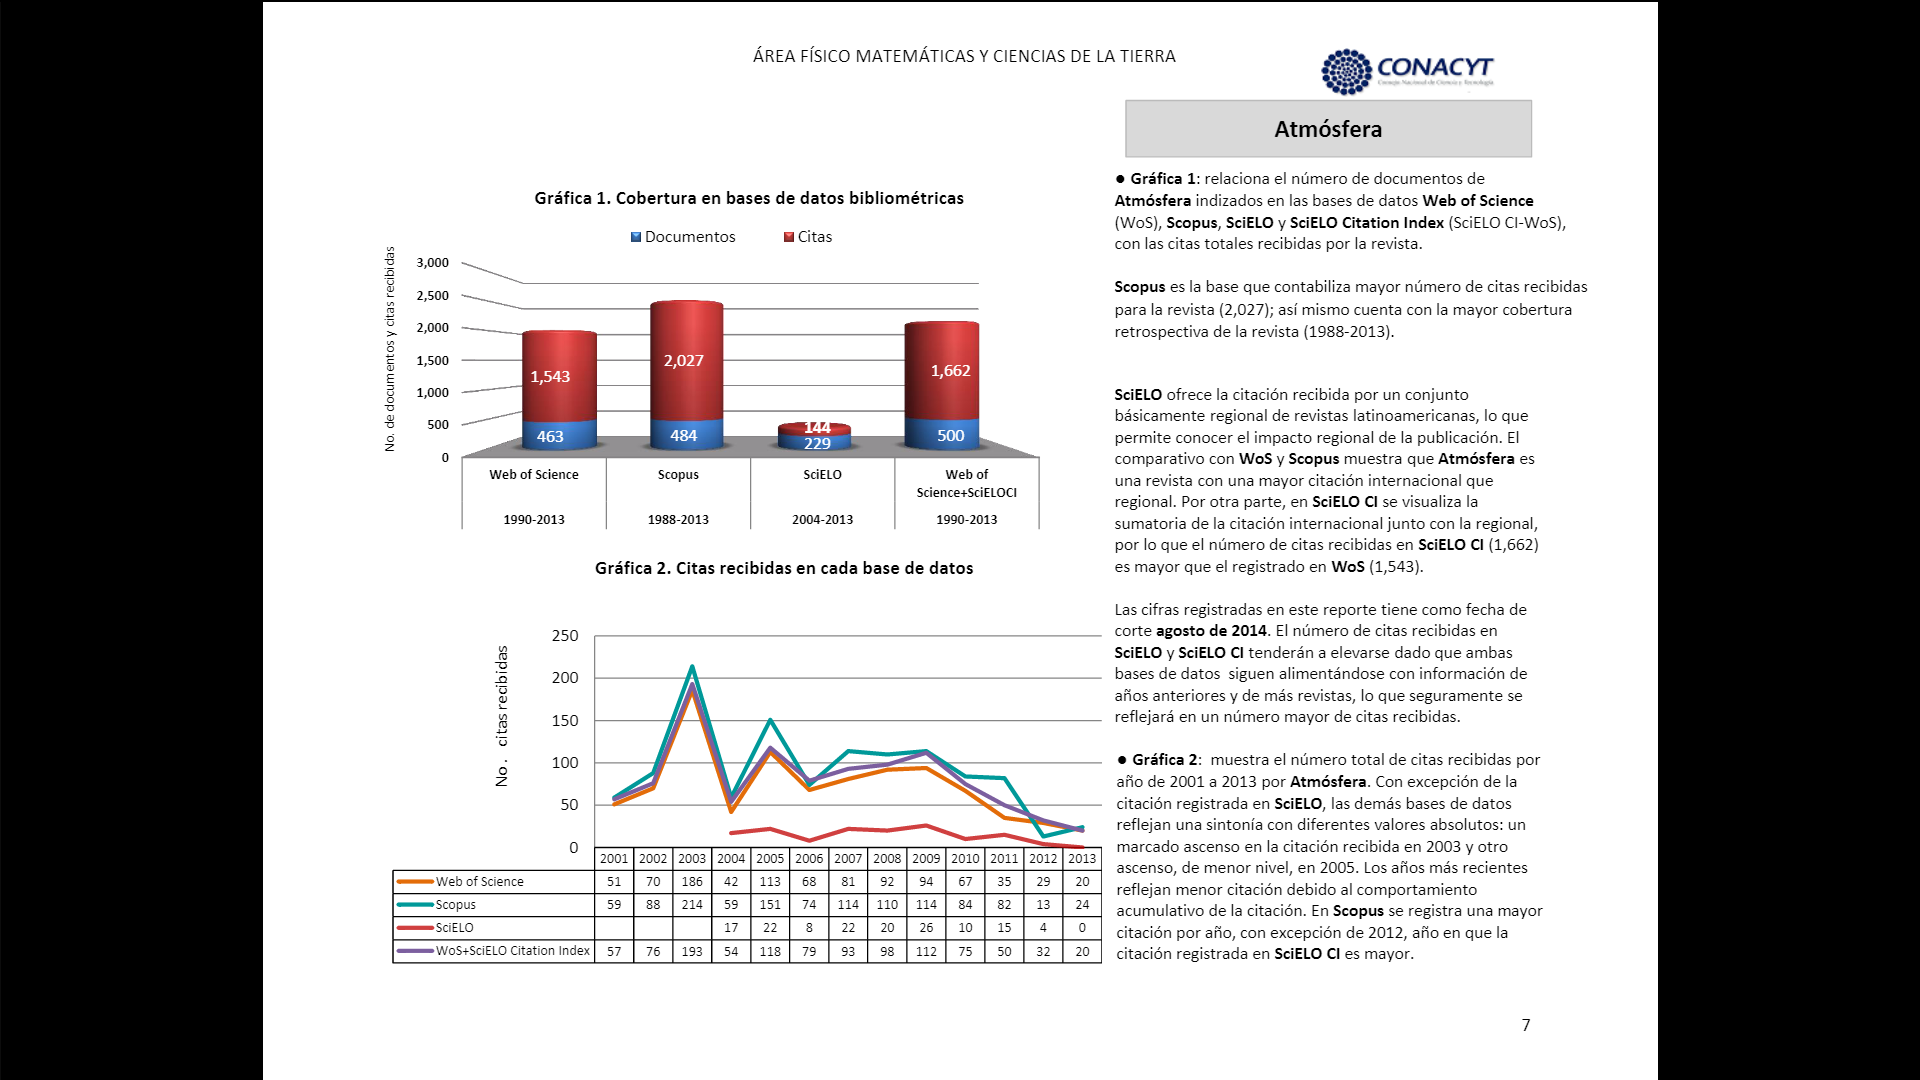 ÁREA FÍSICO MATEMÁTICAS Y CIENCIAS DE LA TIERRA
CONACYT
Consejo Nacional de Ciencia y Tecnología
Atmósfera
Gráfica 1. Cobertura en bases de datos bibliométricas
Documentos Citas
No. de documentos y citas recibidas
3,000
2,500
2,000
1,500
1,000
500
0
1,543
463
2,027
484
144
229
1,662
500
Web of Science Scopus SciELO Web of
Science+SciELOCI
1990-2013 1988-2013 2004-2013 1990-2013
Gráfica 2. Citas recibidas en cada base de datos
No. citas recibidas
250
200
150
100
50
0
2001 2002 2003 2004 2005 2006 2007 2008 2009 2010 2011 2012 2013
Web of Science 51 70 186 42 113 68 81 92 94 67 35 29 20
Scopus 59 88 214 59 151 74 114 110 114 84 82 13 24
SciELO 17 22 8 22 20 26 10 15 4 0
WoS+SciELO Citation Index 57 76 193 54 118 79 93 98 112 75 50 32 20
● Gráfica 1: relaciona el número de documentos de
Atmósfera indizados en las bases de datos Web of Science
(WoS), Scopus, SciELO y SciELO Citation Index (SciELO CI-WoS),
con las citas totales recibidas por la revista.
Scopus es la base que contabiliza mayor número de citas recibidas
para la revista (2,027); así mismo cuenta con la mayor cobertura
retrospectiva de la revista (1988-2013).
SciELO ofrece la citación recibida por un conjunto
básicamente regional de revistas latinoamericanas, lo que
permite conocer el impacto regional de la publicación. El
comparativo con WoS y Scopus muestra que Atmósfera es
una revista con una mayor citación internacional que
regional. Por otra parte, en SciELO CI se visualiza la
sumatoria de la citación internacional junto con la regional,
por lo que el número de citas recibidas en SciELO CI (1,662)
es mayor que el registrado en WoS (1,543).
Las cifras registradas en este reporte tiene como fecha de
corte agosto de 2014. El número de citas recibidas en
SciELO y SciELO CI tenderán a elevarse dado que ambas
bases de datos siguen alimentándose con información de
años anteriores y de más revistas, lo que seguramente se
reflejará en un número mayor de citas recibidas.
● Gráfica 2: muestra el número total de citas recibidas por
año de 2001 a 2013 por Atmósfera. Con excepción de la
citación registrada en SciELO, las demás bases de datos
reflejan una sintonía con diferentes valores absolutos: un
marcado ascenso en la citación recibida en 2003 y otro
ascenso, de menor nivel, en 2005. Los años más recientes
reflejan menor citación debido al comportamiento
acumulativo de la citación. En Scopus se registra una mayor
citación por año, con excepción de 2012, año en que la
citación registrada en SciELO CI es mayor.
7